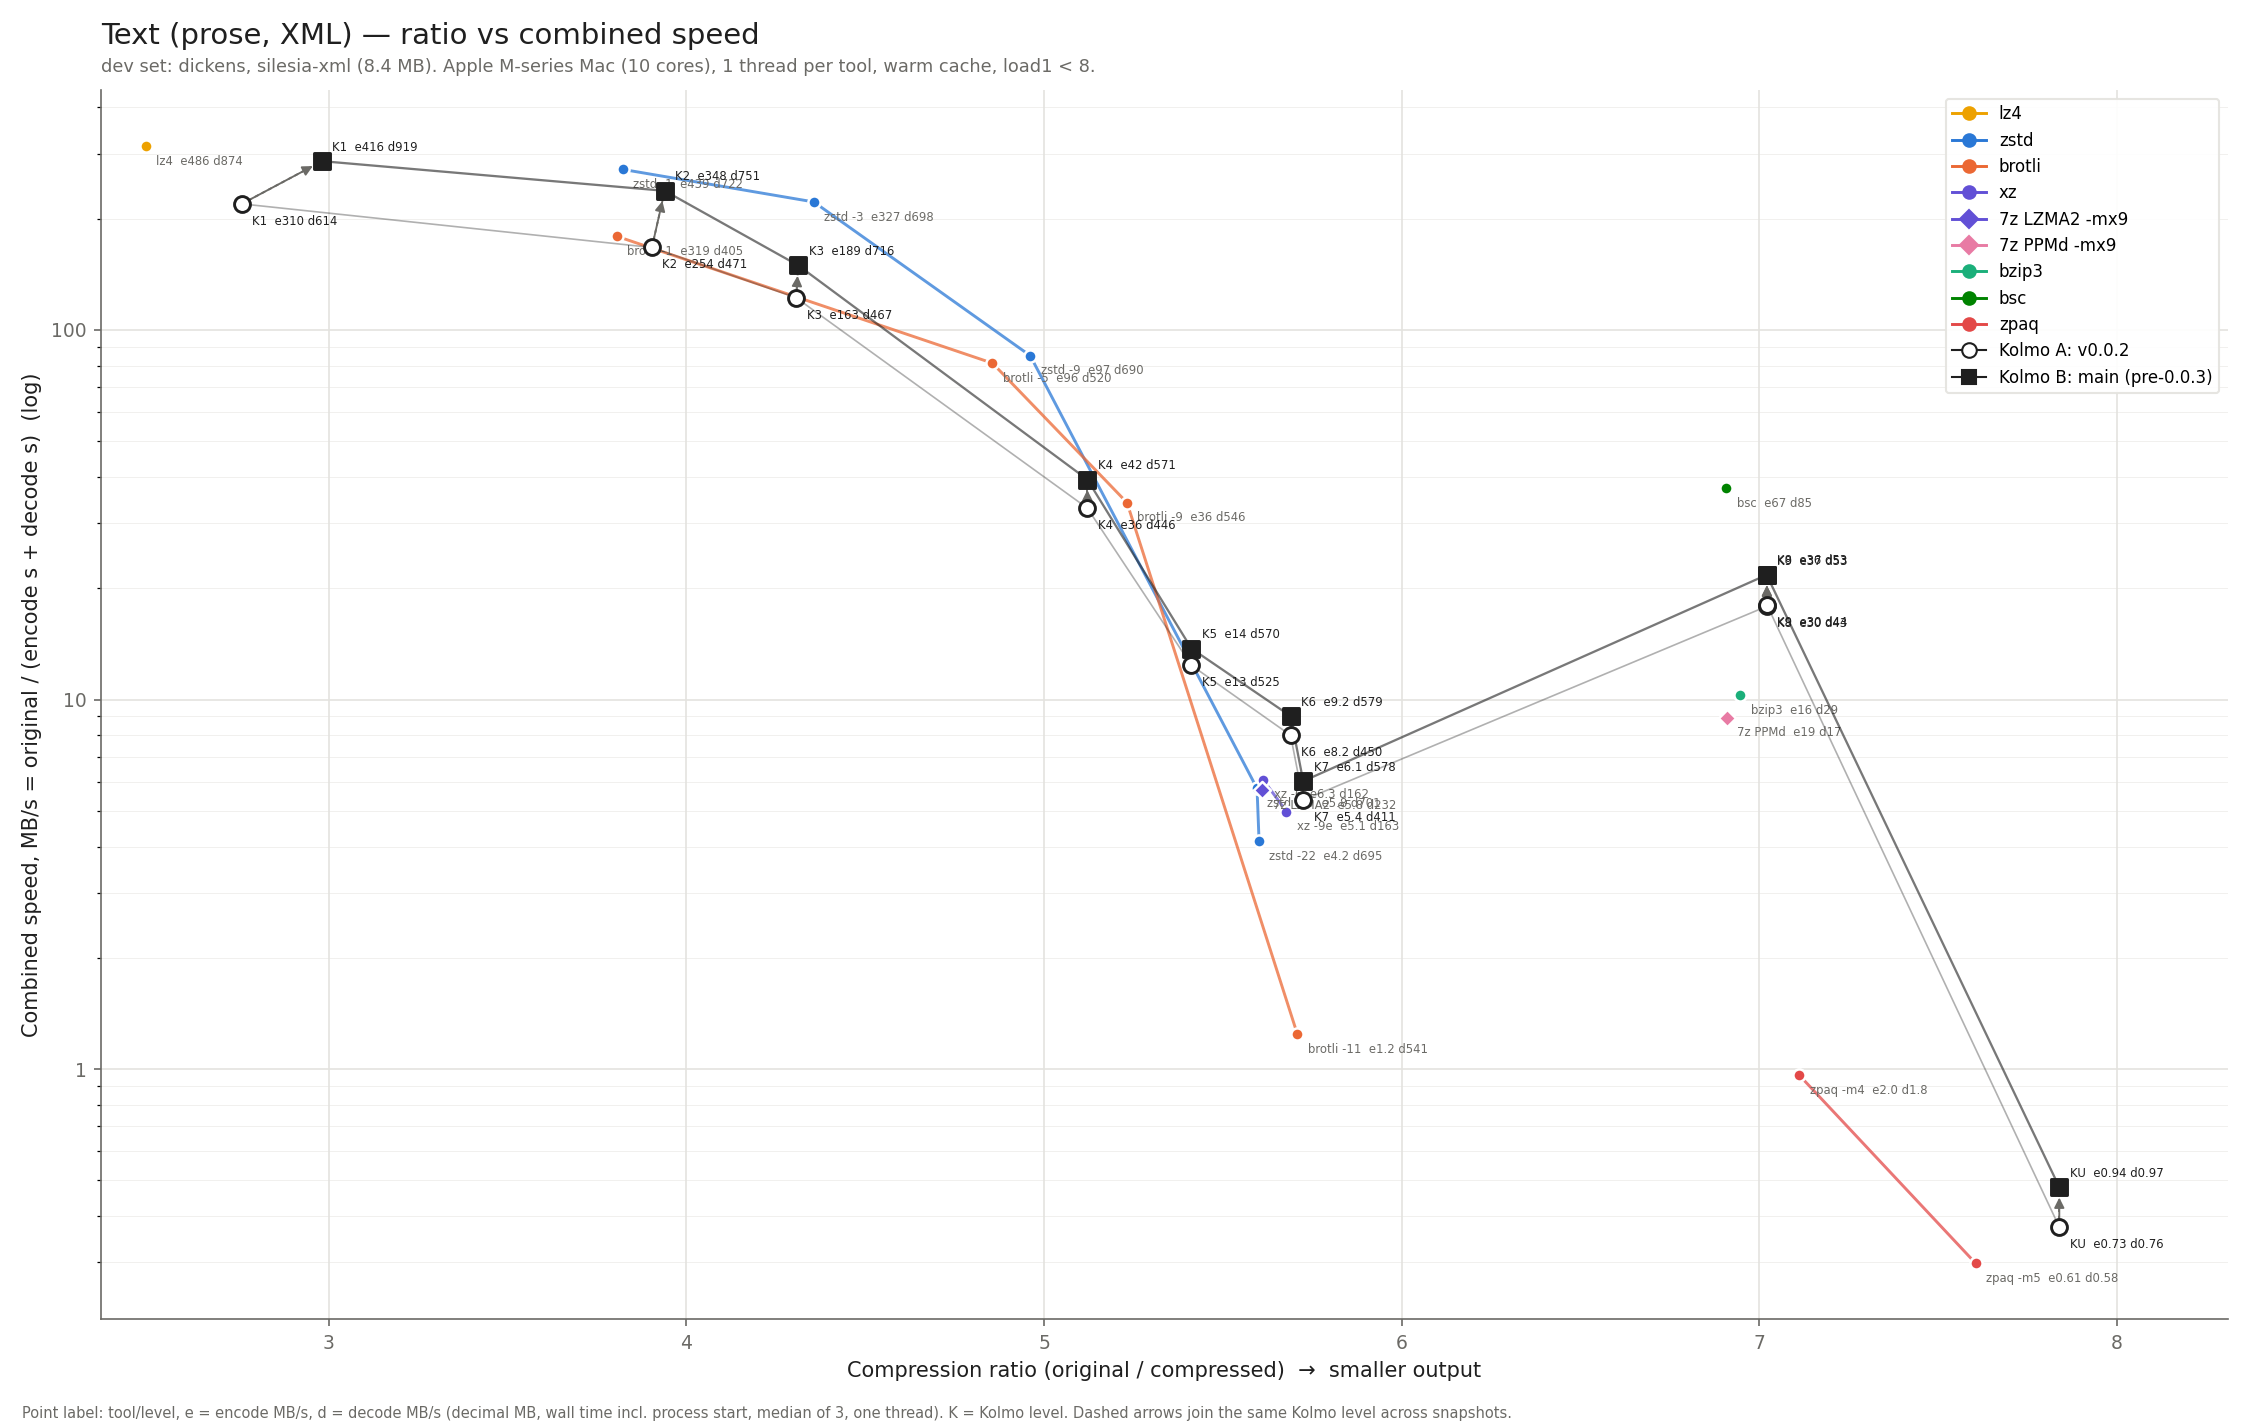 Text (prose, XML) — ratio vs combined speed
dev set: dickens, silesia-xml (8.4 MB). Apple M-series Mac (10 cores), 1 thread per tool, warm cache, load1 < 8.
lz4
zstd
brotli
xz
7z LZMA2 -mx9
7z PPMd -mx9
bzip3
bsc
zpaq
Kolmo A: v0.0.2
Kolmo B: main (pre-0.0.3)
Combined speed, MB/s = original / (encode s + decode s)  (log)
100
10
1
K1 e416 d919
lz4 e486 d874
K1 e310 d614
K2 e348 d751
zstd -1 e439 d722
zstd -3 e327 d698
e319 d405
K2 e254 d471
K3 e189 d716
K3 e163 d467
zstd -9 e97 d690
brotli -5 e96 d520
K4 e42 d571
brotli -9 e36 d546
K4 e36 d446
bsc e67 d85
K5 e14 d570
K5 e13 d525
K6 e9.2 d579
K6 e8.2 d450
bzip3 e16 d29
7z PPMd e19 d17
K7 e6.1 d578
e6.3 d162
K7 e5.4 d411
xz -9e e5.1 d163
zstd -22 e4.2 d695
brotli -11 e1.2 d541
zpaq -m4 e2.0 d1.8
KU e0.94 d0.97
KU e0.73 d0.76
zpaq -m5 e0.61 d0.58
3
4
5
6
7
8
Compression ratio (original / compressed) → smaller output
Point label: tool/level, e = encode MB/s, d = decode MB/s (decimal MB, wall time incl. process start, median of 3, one thread). K = Kolmo level. Dashed arrows join the same Kolmo level across snapshots.